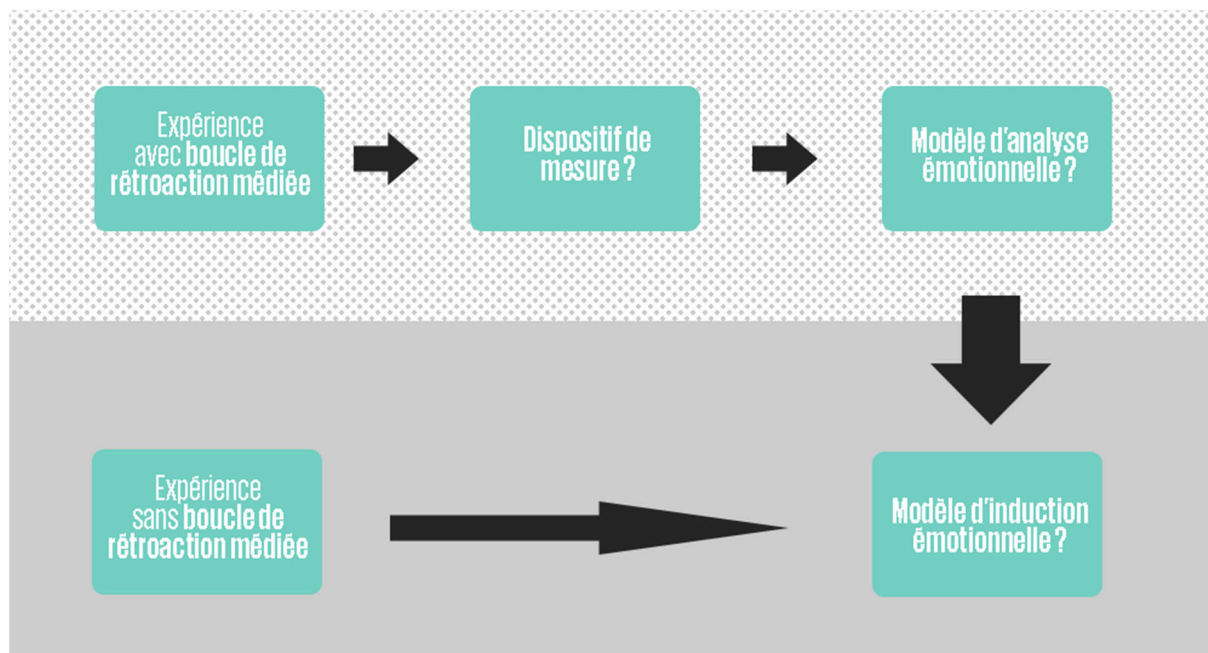 Expérience
avec boucle de
rétroaction médiée
Dispositif de
mesure ?
Modèle d'analyse
émotionnelle ?
Expérience
sans boucle de
rétroaction médiée
Modèle d'induction
émotionnelle ?